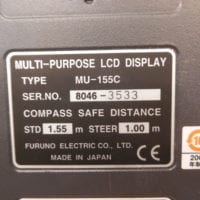 MULTI-PURPOSE LCD DISPLAY
TYPE MU-155C
SER.NO. 8046-3533
COMPASS SAFE DISTANCE
STD 1.55 m STEER 1.00 m
FURUNO ELECTRIC CO., LTD.
MADE IN JAPAN